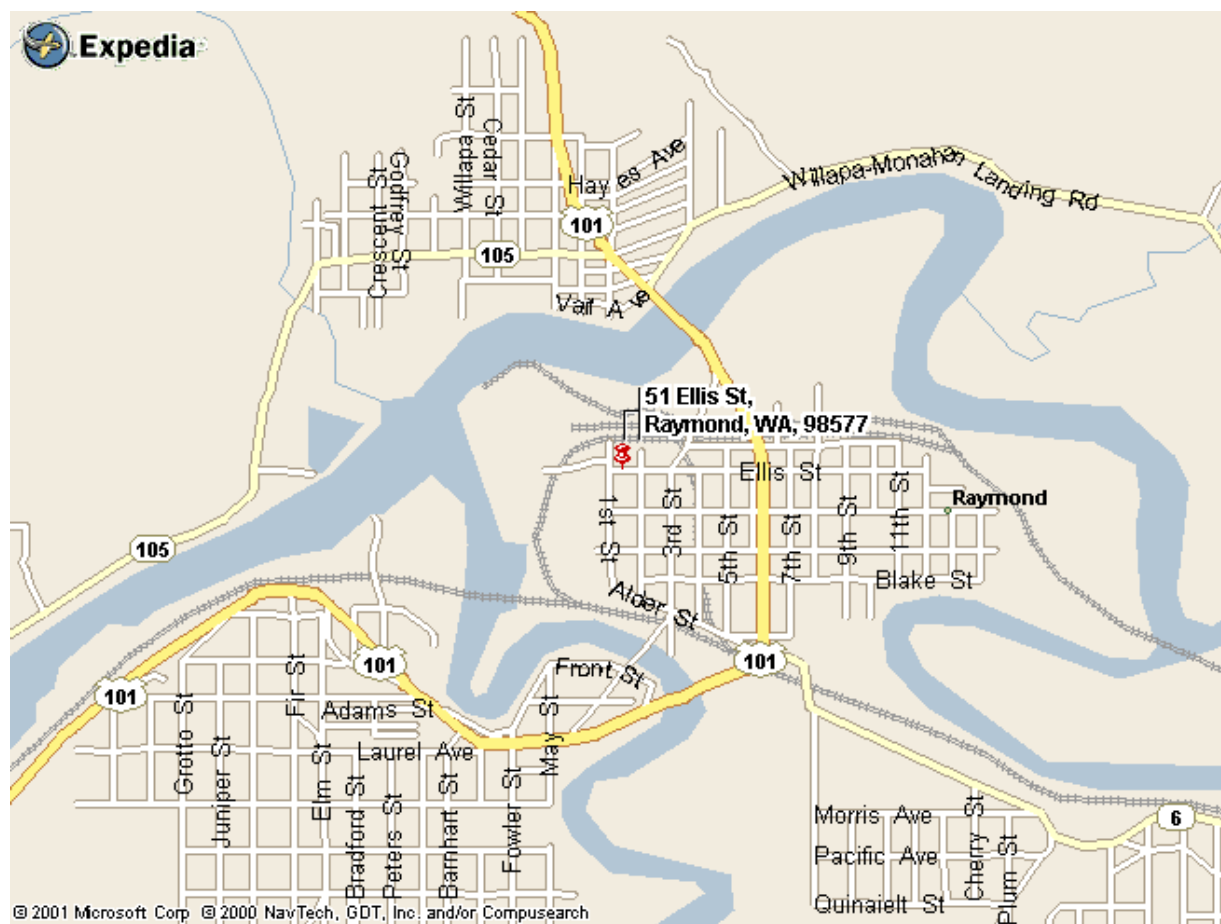 Expedia
Willapa St
Cedar St
Godfrey St
Crescent St
Hayes Ave
Willapa-Monahan Landing Rd
101
105
Vail Ave
51 Ellis St,
Raymond, WA, 98577
Ellis St
Raymond
1st St
3rd St
5th St
7th St
9th St
11th St
105
Blake St
Alder St
101
101
101
Front St
Fir St
Adams St
Grotto St
Juniper St
Elm St
Laurel Ave
May St
Bradford St
Peters St
Barnhart St
Fowler St
Morris Ave
6
Pacific Ave
Cherry St
Plum St
Quinaielt St
© 2001 Microsoft Corp © 2000 NavTech, GDT, Inc. and/or Compusearch